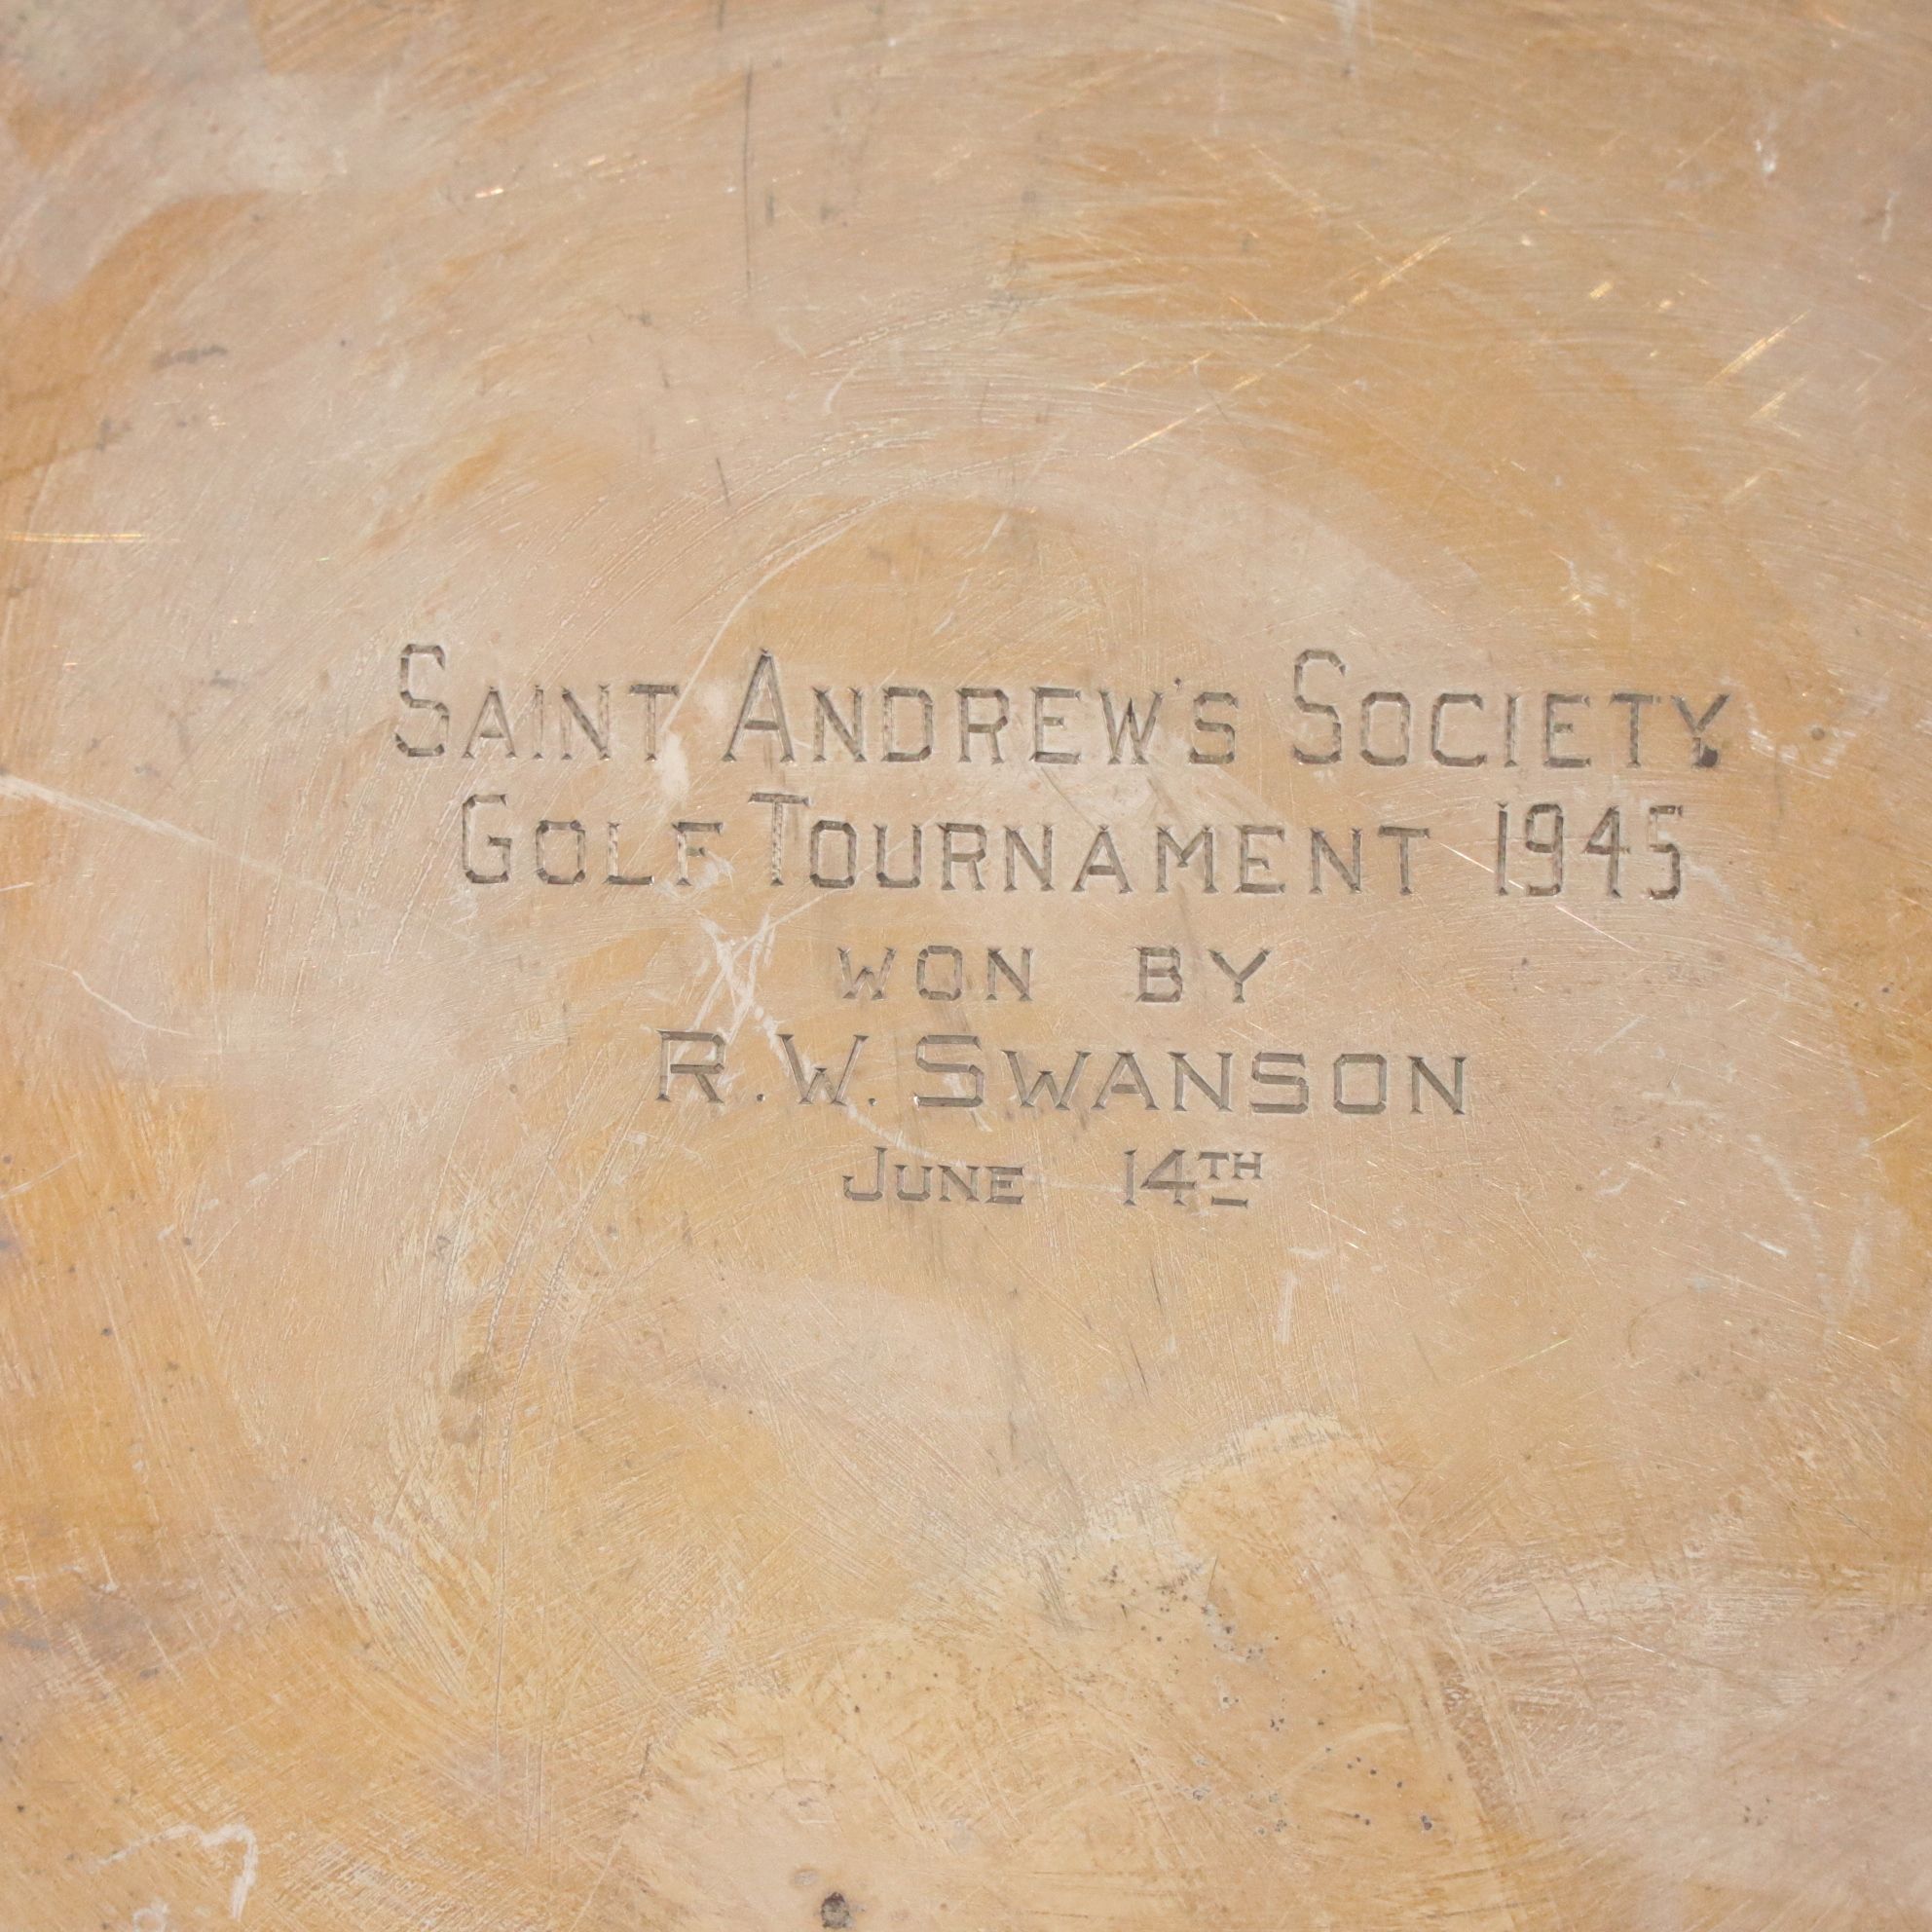 Saint Andrew's Society
Golf Tournament 1945
won by
R.W. Swanson
June 14th